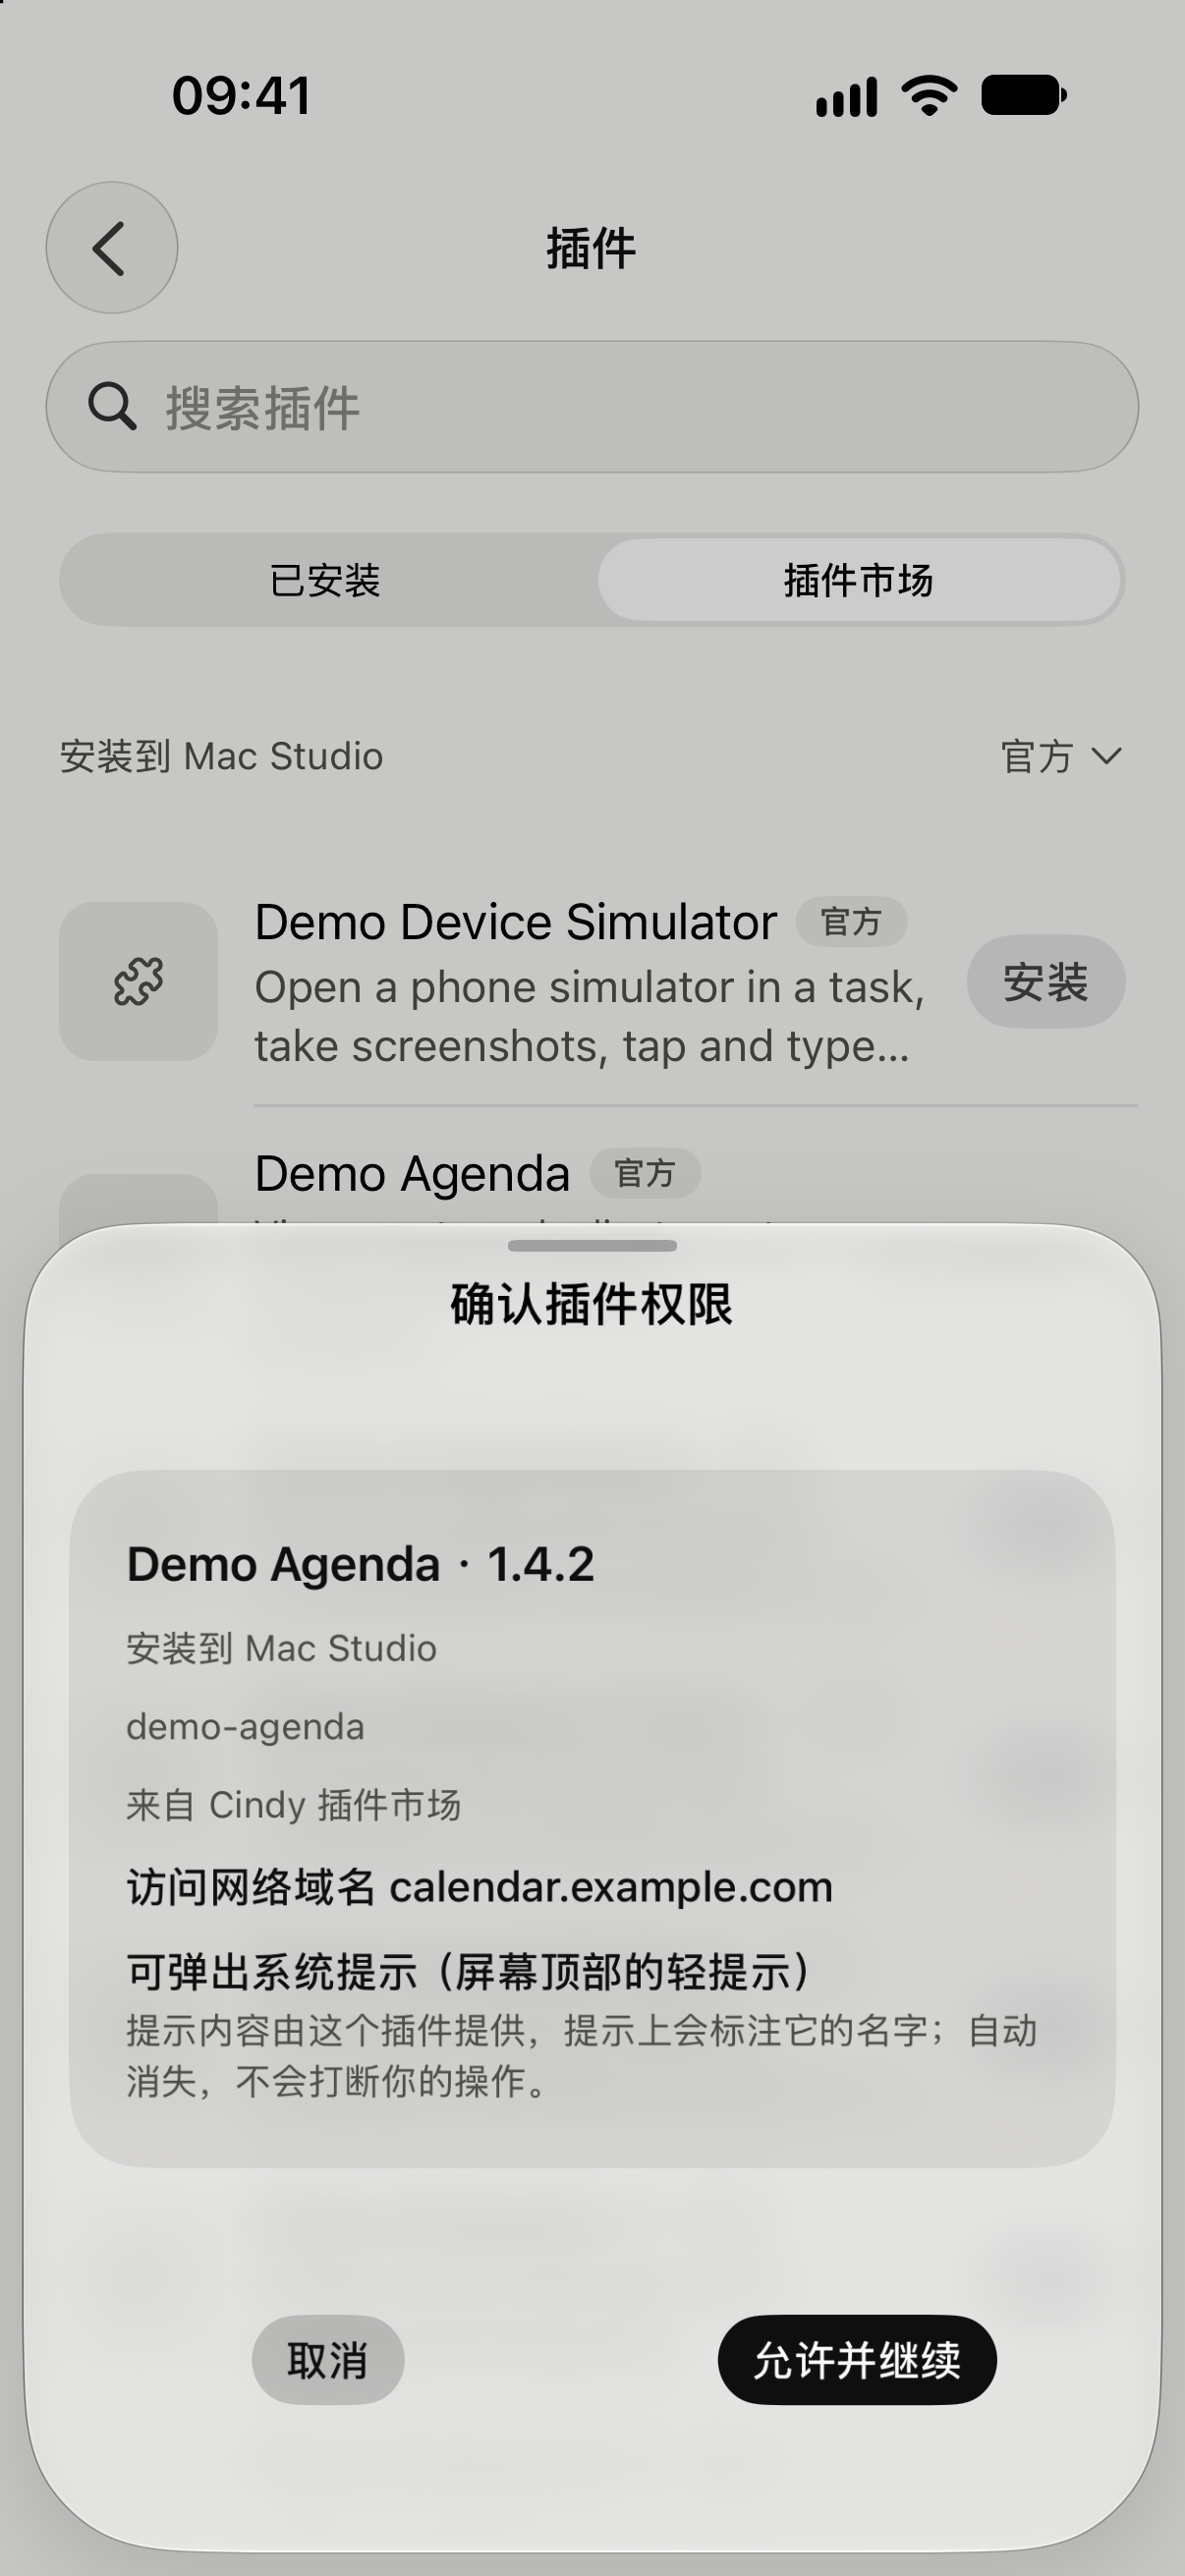 09:41
插件
搜索插件
已安装
插件市场
安装到 Mac Studio
官方
Demo Device Simulator
官方
Open a phone simulator in a task,
take screenshots, tap and type...
安装
Demo Agenda
官方
确认插件权限
Demo Agenda · 1.4.2
安装到 Mac Studio
demo-agenda
来自 Cindy 插件市场
访问网络域名 calendar.example.com
可弹出系统提示（屏幕顶部的轻提示）
提示内容由这个插件提供，提示上会标注它的名字；自动
消失，不会打断你的操作。
取消
允许并继续